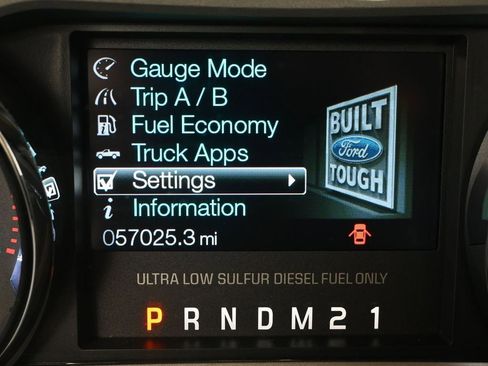 Gauge Mode
Trip A / B
Fuel Economy
Truck Apps
Settings
Information
057025.3 mi
BUILT
Ford
TOUGH
ULTRA LOW SULFUR DIESEL FUEL ONLY
P R N D M 2 1